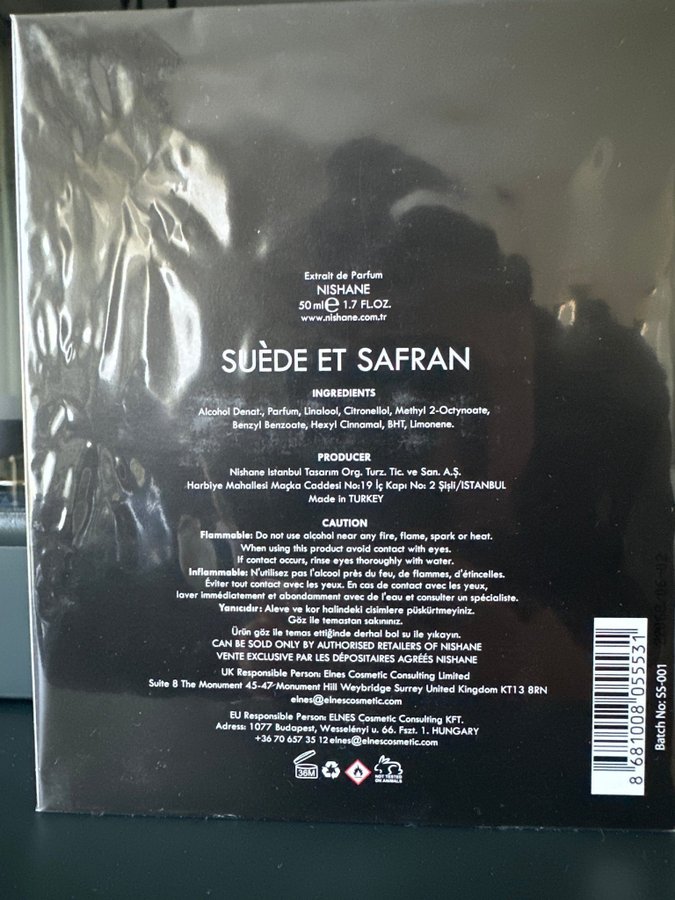 Extrait de Parfum
NISHANE
50 ml ℮ 1.7 FL.OZ.
www.nishane.com.tr
SUÈDE ET SAFRAN
INGREDIENTS
Alcohol Denat., Parfum, Linalool, Citronellol, Methyl 2-Octynoate,
Benzyl Benzoate, Hexyl Cinnamal, BHT, Limonene.
PRODUCER
Nishane Istanbul Tasarım Org. Turz. Tic. ve San. A.Ş.
Harbiye Mahallesi Maçka Caddesi No:19 İç Kapı No: 2 Şişli/ISTANBUL
Made in TURKEY
CAUTION
Flammable: Do not use alcohol near any fire, flame, spark or heat.
When using this product avoid contact with eyes.
If contact occurs, rinse eyes thoroughly with water.
Inflammable: N'utilisez pas l'alcool près du feu, de flammes, d'étincelles.
Éviter tout contact avec les yeux. En cas de contact avec les yeux,
laver immédiatement et abondamment avec de l'eau et consulter un spécialiste.
Yanıcıdır: Aleve ve kor halindeki cisimlere püskürtmeyiniz.
Göz ile temastan sakınınız.
Ürün göz ile temas ettiğinde derhal bol su ile yıkayın.
CAN BE SOLD ONLY BY AUTHORISED RETAILERS OF NISHANE
VENTE EXCLUSIVE PAR LES DÉPOSITAIRES AGRÉÉS NISHANE
UK Responsible Person: Elnes Cosmetic Consulting Limited
Suite 8 The Monument 45-47 Monument Hill Weybridge Surrey United Kingdom KT13 8RN
elnes@elnescosmetic.com
EU Responsible Person: ELNES Cosmetic Consulting KFT.
Adress: 1077 Budapest, Wesselényi u. 66. Fszt. 1. HUNGARY
+36 70 657 35 12 elnes@elnescosmetic.com
36M
NOT TESTED
ON ANIMALS
8 681008 055531
Batch No: SS-001